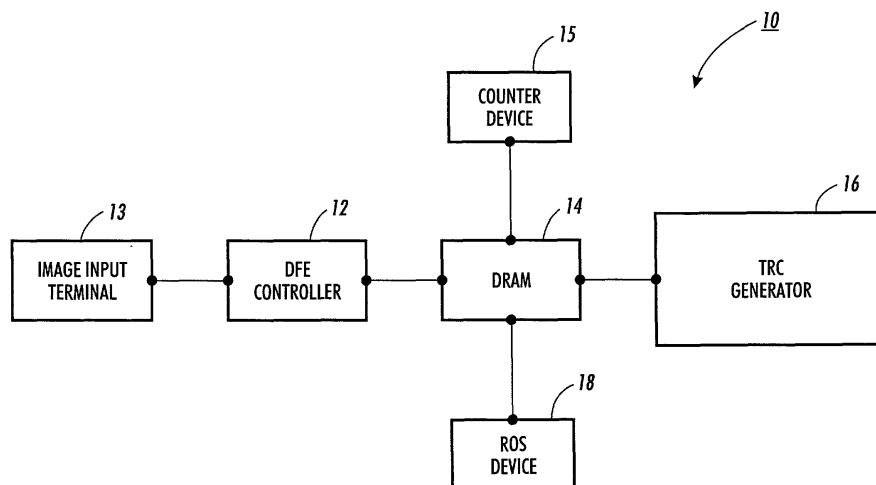 10
15
COUNTER
DEVICE
13
IMAGE INPUT
TERMINAL
12
DFE
CONTROLLER
14
DRAM
16
TRC
GENERATOR
18
ROS
DEVICE